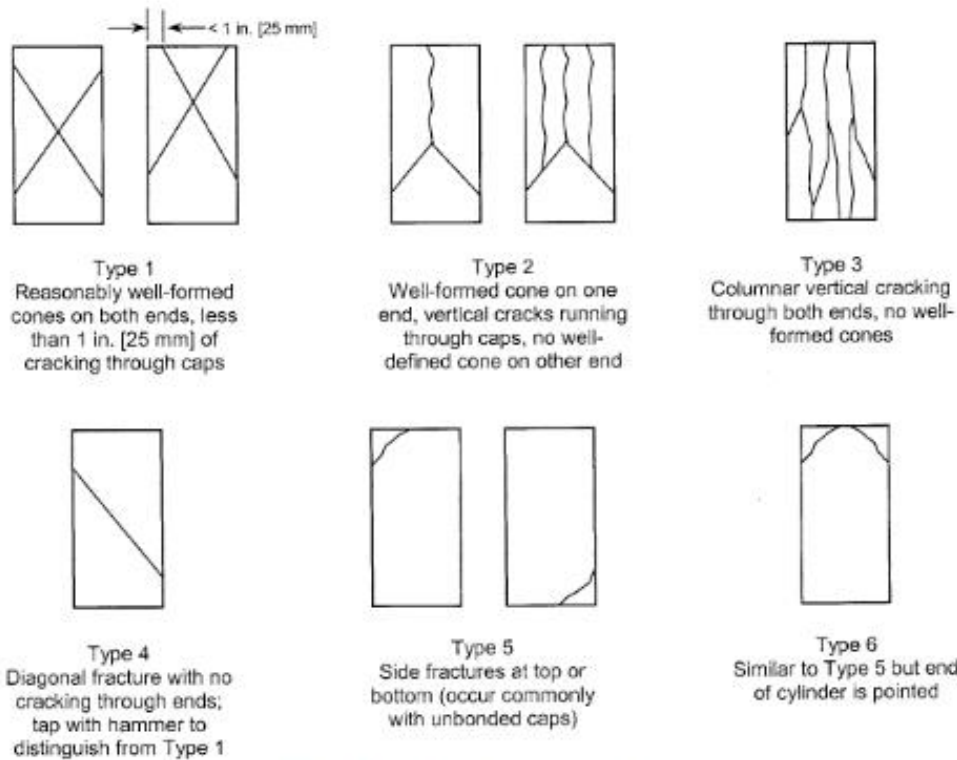 < 1 in. [25 mm]
Type 1
Reasonably well-formed
cones on both ends, less
than 1 in. [25 mm] of
cracking through caps
Type 2
Well-formed cone on one
end, vertical cracks running
through caps, no well-
defined cone on other end
Type 3
Columnar vertical cracking
through both ends, no well-
formed cones
Type 4
Diagonal fracture with no
cracking through ends;
tap with hammer to
distinguish from Type 1
Type 5
Side fractures at top or
bottom (occur commonly
with unbonded caps)
Type 6
Similar to Type 5 but end
of cylinder is pointed